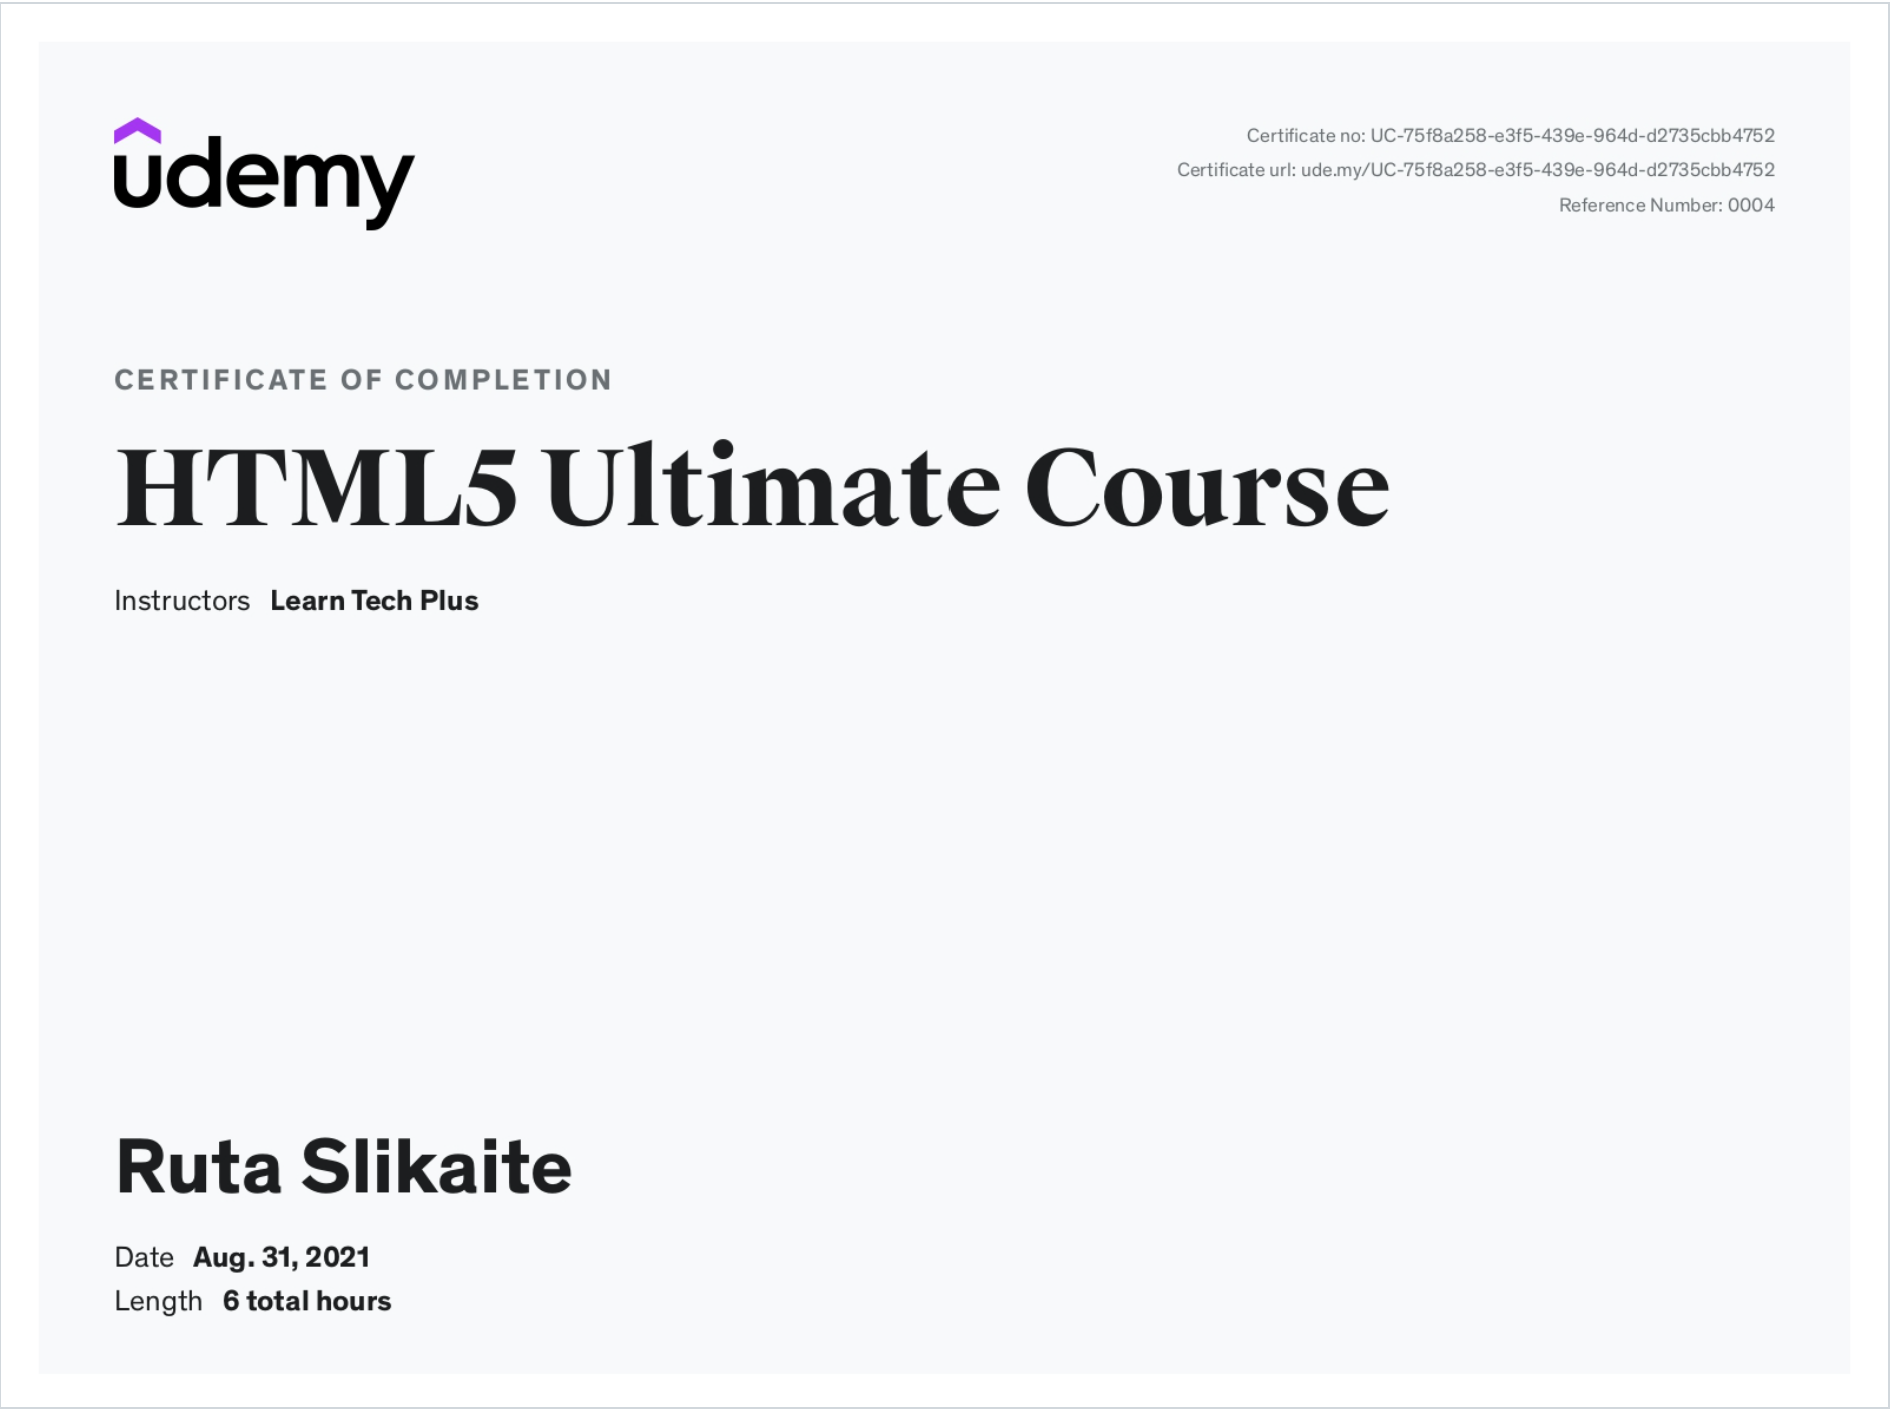 udemy
Certificate no: UC-75f8a258-e3f5-439e-964d-d2735cbb4752
Certificate url: ude.my/UC-75f8a258-e3f5-439e-964d-d2735cbb4752
Reference Number: 0004
CERTIFICATE OF COMPLETION
HTML5 Ultimate Course
Instructors Learn Tech Plus
Ruta Slikaite
Date Aug. 31, 2021
Length 6 total hours